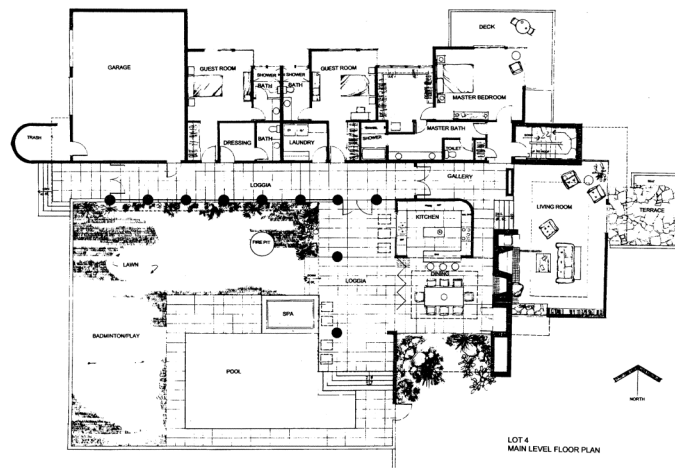 DECK
GARAGE
GUEST ROOM
GUEST ROOM
SHOWER
SHOWER
BATH
BATH
MASTER BEDROOM
TRASH
DRESSING
BATH
LAUNDRY
SHOWER
MASTER BATH
TOILET
LOGGIA
GALLERY
LIVING ROOM
TERRACE
KITCHEN
FIRE PIT
LAWN
LOGGIA
DINING
SPA
BADMINTON/PLAY
POOL
NORTH
LOT 4
MAIN LEVEL FLOOR PLAN